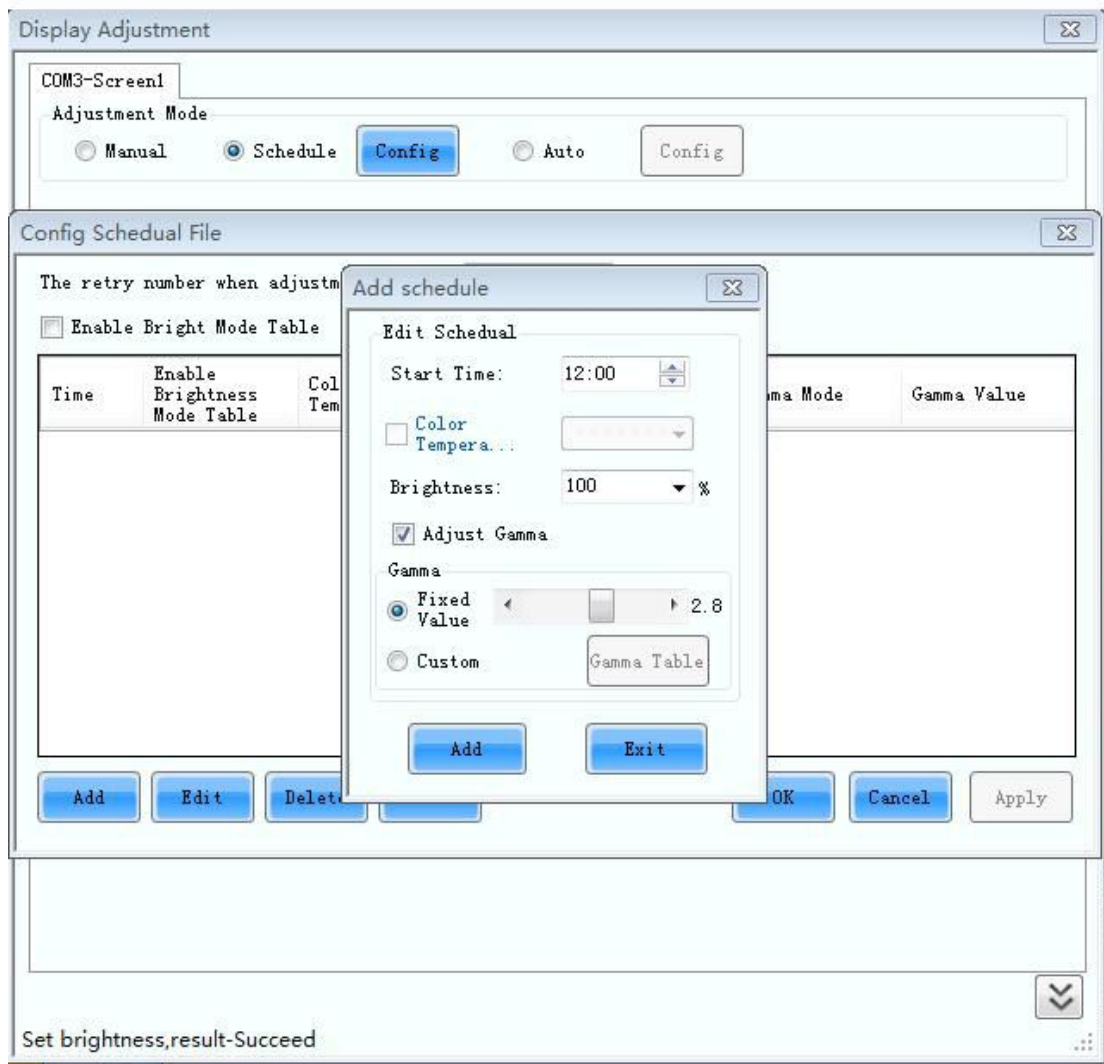 Display Adjustment
COM3-Screen1
Adjustment Mode
Manual
Schedule
Config
Auto
Config
Config Schedual File
The retry number when adjustm
Enable Bright Mode Table
Time
Enable
Brightness
Mode Table
Col
Tem
ma Mode
Gamma Value
Add schedule
Edit Schedual
Start Time:
12:00
Color
Tempera...
Brightness:
100
%
Adjust Gamma
Gamma
Fixed
Value
2.8
Custom
Gamma Table
Add
Exit
Add
Edit
Delete
OK
Cancel
Apply
Set brightness,result-Succeed